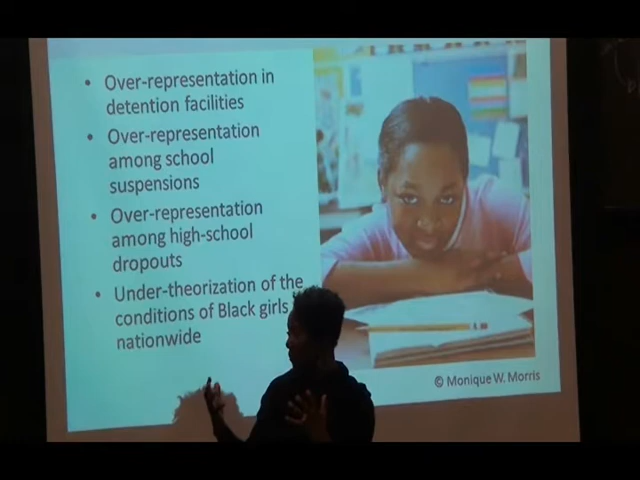 • Over-representation in
detention facilities
• Over-representation
among school
suspensions
• Over-representation
among high-school
dropouts
• Under-theorization of the
conditions of Black girls
nationwide
© Monique W. Morris